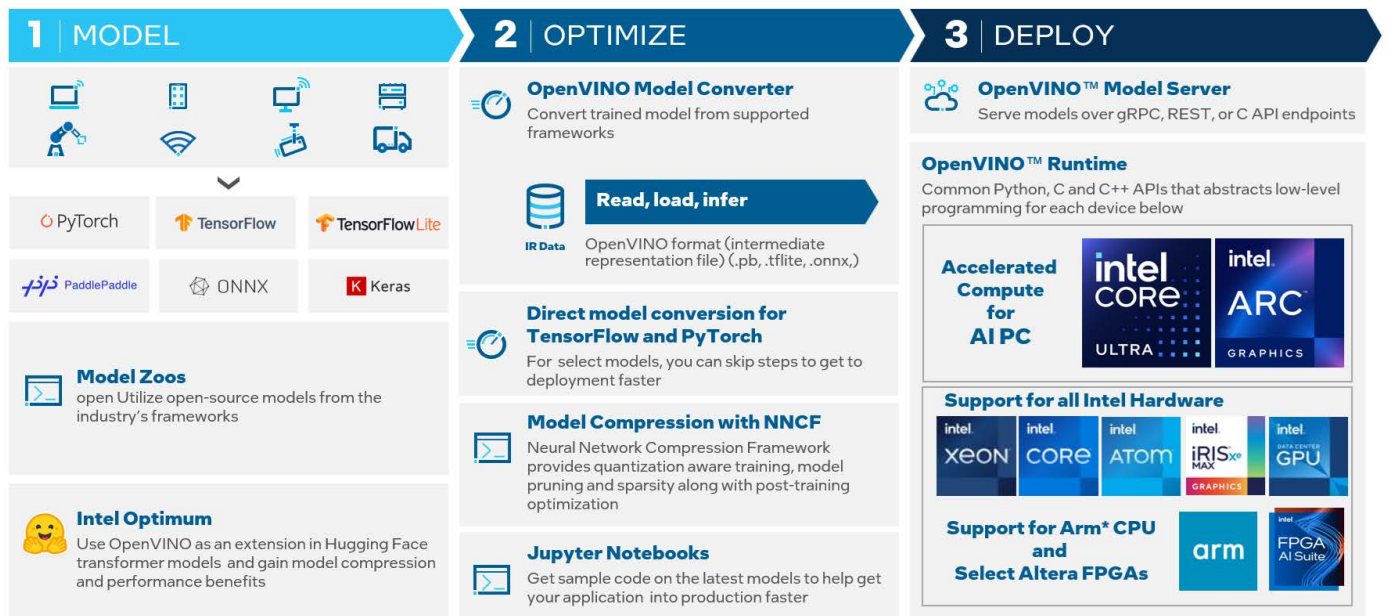 1 | MODEL
PyTorch
TensorFlow
TensorFlow Lite
PaddlePaddle
ONNX
K Keras
Model Zoos
open Utilize open-source models from the
industry's frameworks
Intel Optimum
Use OpenVINO as an extension in Hugging Face
transformer models and gain model compression
and performance benefits
2 | OPTIMIZE
OpenVINO Model Converter
Convert trained model from supported
frameworks
Read, load, infer
IR Data
OpenVINO format (intermediate
representation file) (.pb, .tflite, .onnx,)
Direct model conversion for
TensorFlow and PyTorch
For select models, you can skip steps to get to
deployment faster
Model Compression with NNCF
Neural Network Compression Framework
provides quantization aware training, model
pruning and sparsity along with post-training
optimization
Jupyter Notebooks
Get sample code on the latest models to help get
your application into production faster
3 | DEPLOY
OpenVINO™ Model Server
Serve models over gRPC, REST, or C API endpoints
OpenVINO™ Runtime
Common Python, C and C++ APIs that abstracts low-level
programming for each device below
Accelerated
Compute
for
AI PC
intel
CORE
ULTRA
intel.
ARC
GRAPHICS
Support for all Intel Hardware
intel.
xeon
intel.
CORE
intel
ATOM
intel.
iRIS xe
MAX
GRAPHICS
intel.
DATA CENTER
GPU
Support for Arm* CPU
and
Select Altera FPGAs
arm
intel
FPGA
AI Suite